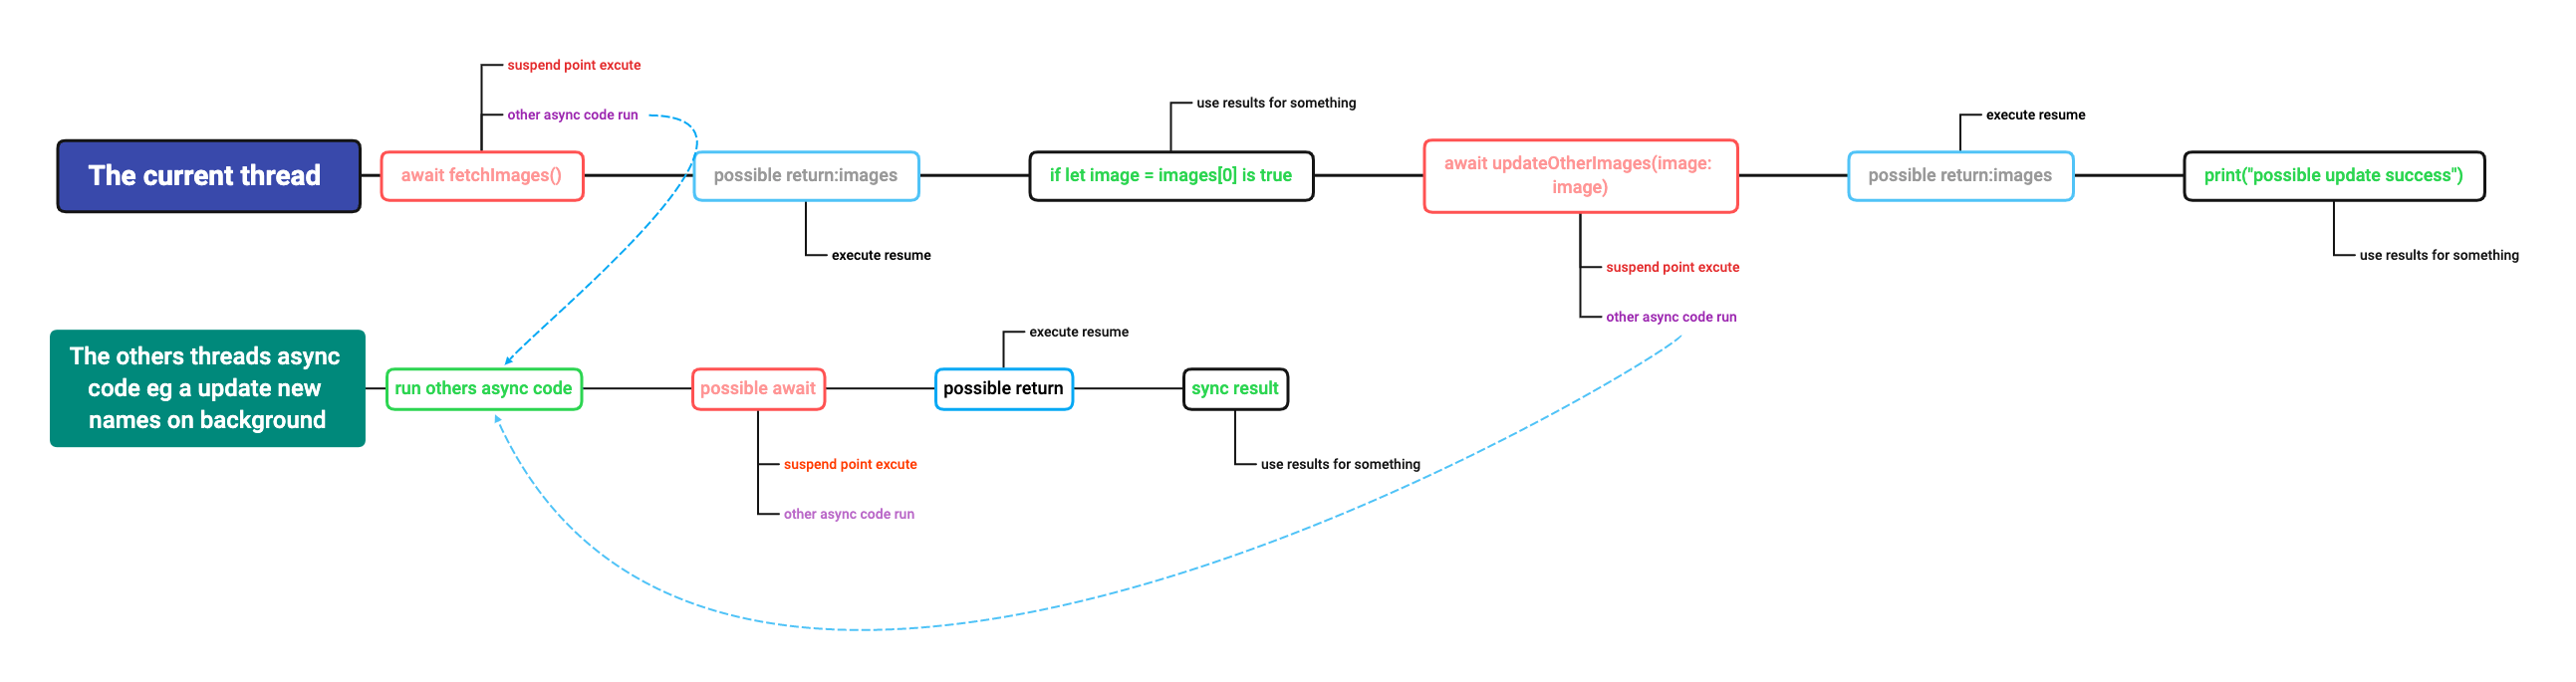 suspend point excute
other async code run
use results for something
execute resume
The current thread
await fetchImages()
possible return:images
if let image = images[0] is true
await updateOtherImages(image:
image)
possible return:images
print("possible update success")
execute resume
use results for something
suspend point excute
other async code run
execute resume
The others threads async
code eg a update new
names on background
run others async code
possible await
possible return
sync result
suspend point excute
use results for something
other async code run